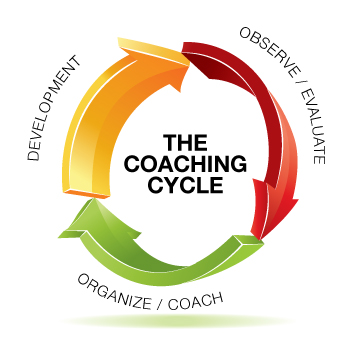 THE
COACHING
CYCLE
OBSERVE / EVALUATE
ORGANIZE / COACH
DEVELOPMENT